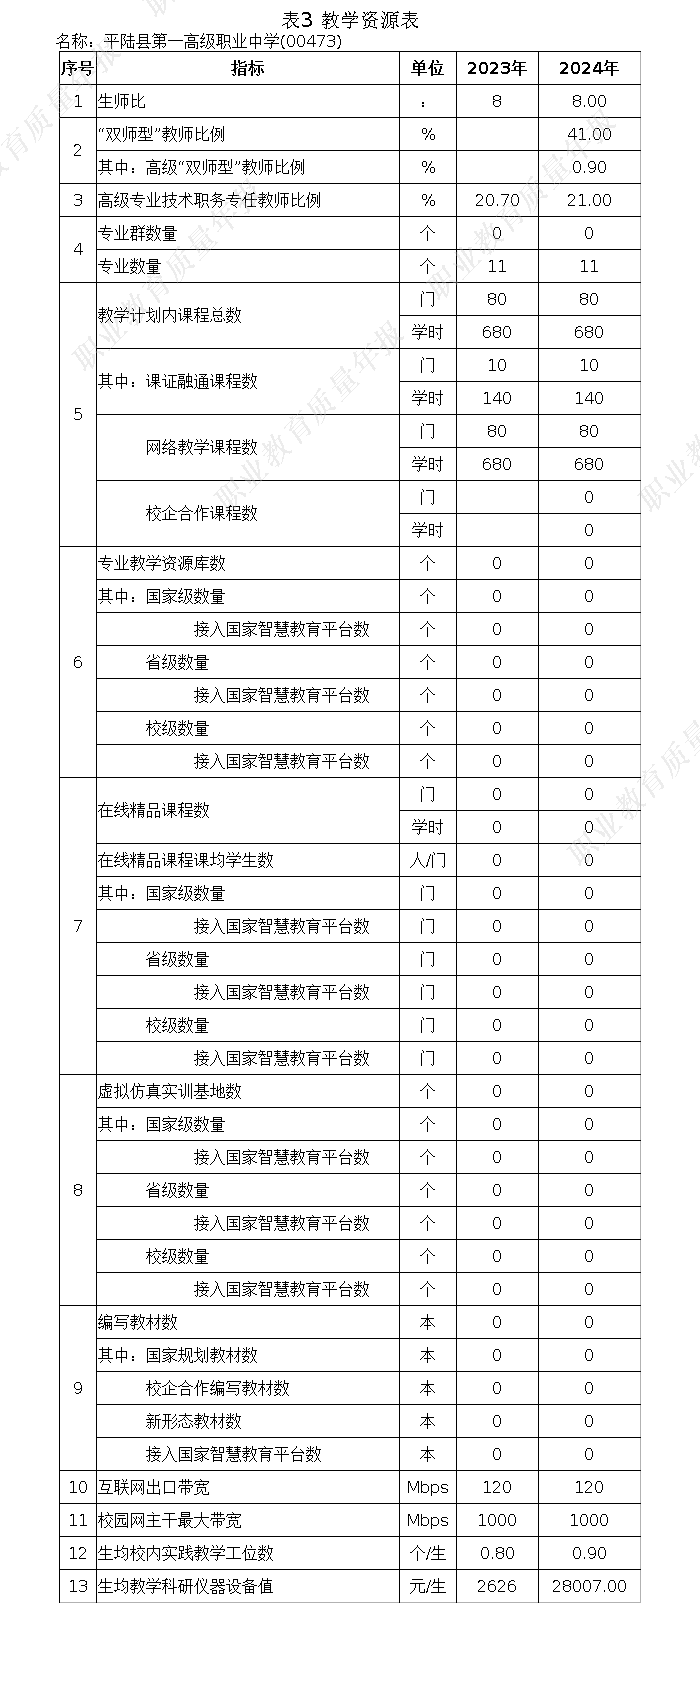 表3 教学资源表
名称：平陆县第一高级职业中学(00473)
序号 指标 单位 2023年 2024年
1 生师比 ： 8 8.00
2 “双师型”教师比例 % 41.00
其中：高级“双师型”教师比例 % 0.90
3 高级专业技术职务专任教师比例 % 20.70 21.00
4 专业群数量 个 0 0
专业数量 个 11 11
5 教学计划内课程总数 门 80 80
学时 680 680
其中：课证融通课程数 门 10 10
学时 140 140
网络教学课程数 门 80 80
学时 680 680
校企合作课程数 门 0
学时 0
6 专业教学资源库数 个 0 0
其中：国家级数量 个 0 0
接入国家智慧教育平台数 个 0 0
省级数量 个 0 0
接入国家智慧教育平台数 个 0 0
校级数量 个 0 0
接入国家智慧教育平台数 个 0 0
7 在线精品课程数 门 0 0
学时 0 0
在线精品课程课均学生数 人/门 0 0
其中：国家级数量 门 0 0
接入国家智慧教育平台数 门 0 0
省级数量 门 0 0
接入国家智慧教育平台数 门 0 0
校级数量 门 0 0
接入国家智慧教育平台数 门 0 0
8 虚拟仿真实训基地数 个 0 0
其中：国家级数量 个 0 0
接入国家智慧教育平台数 个 0 0
省级数量 个 0 0
接入国家智慧教育平台数 个 0 0
校级数量 个 0 0
接入国家智慧教育平台数 个 0 0
9 编写教材数 本 0 0
其中：国家规划教材数 本 0 0
校企合作编写教材数 本 0 0
新形态教材数 本 0 0
接入国家智慧教育平台数 本 0 0
10 互联网出口带宽 Mbps 120 120
11 校园网主干最大带宽 Mbps 1000 1000
12 生均校内实践教学工位数 个/生 0.80 0.90
13 生均教学科研仪器设备值 元/生 2626 28007.00
职业教育质量年报
职业教育质量年报
职业教育质量年报